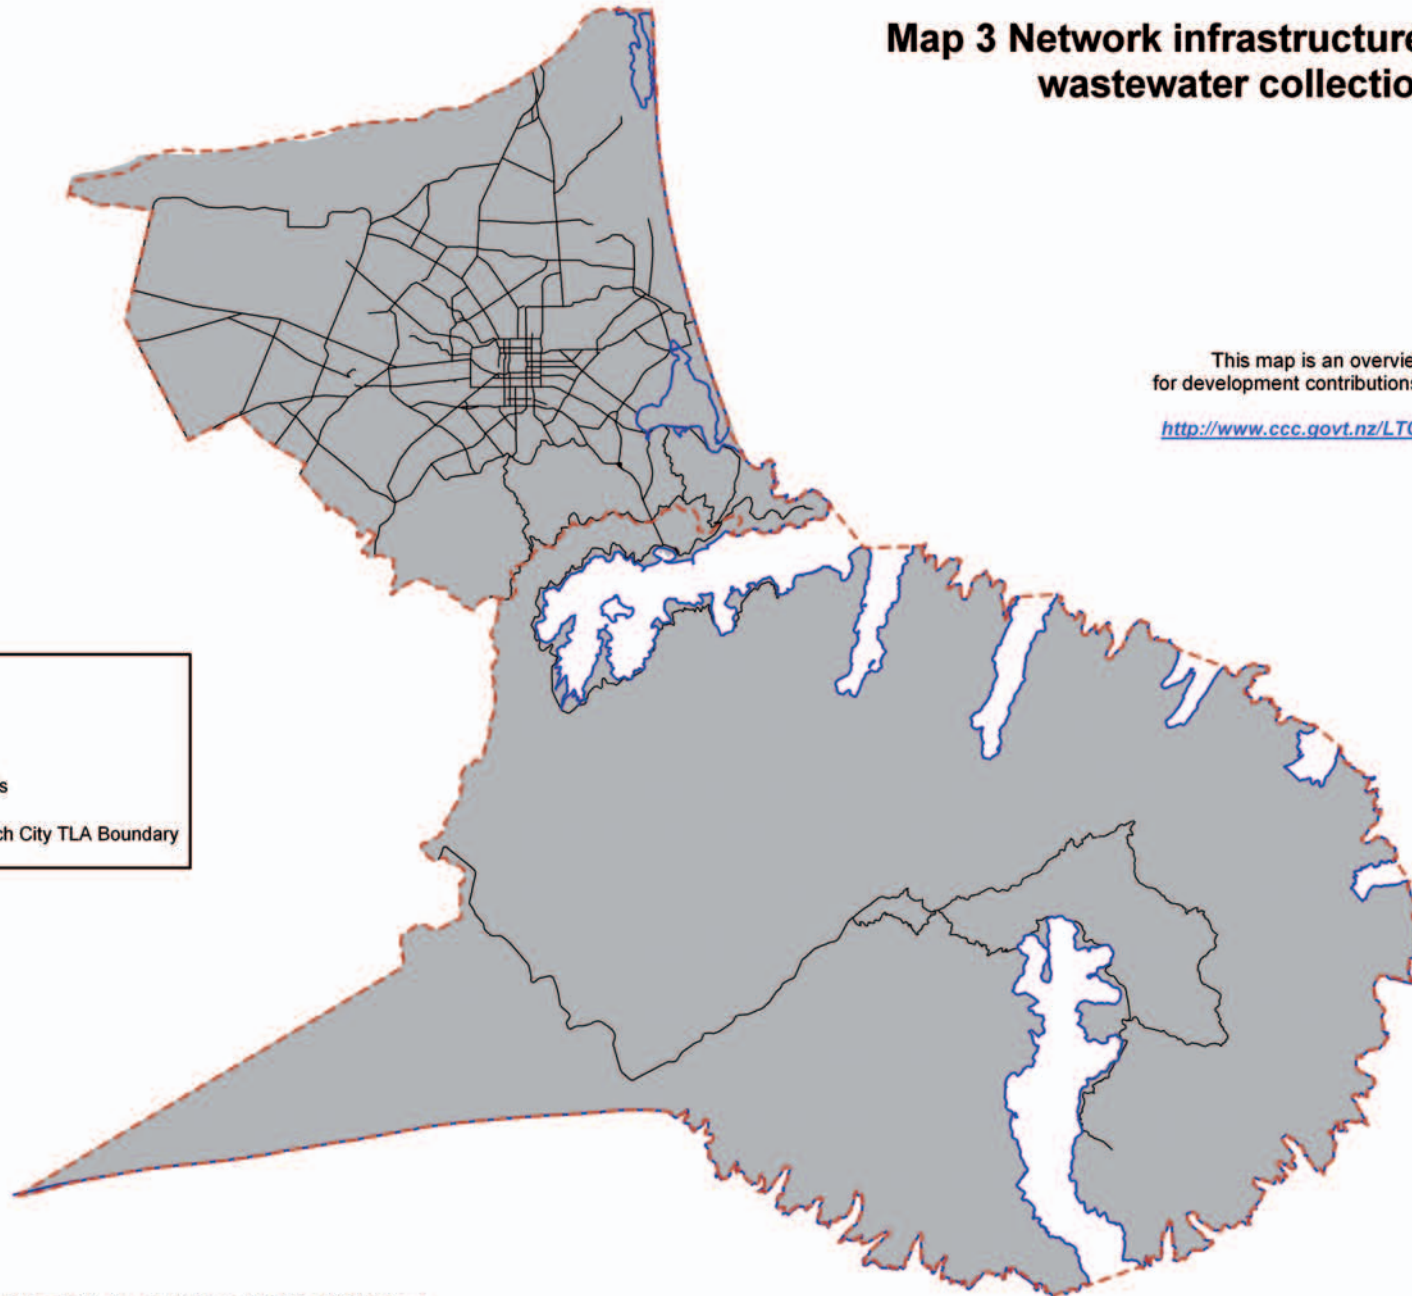 Map 3 Network infrastructure
wastewater collectio
This map is an overvie
for development contributions
http://www.ccc.govt.nz/LTC
s
ch City TLA Boundary